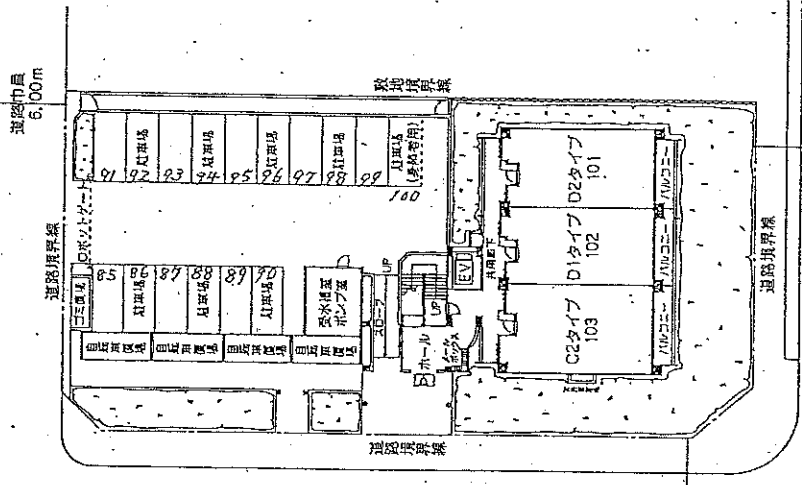 道路巾員
6.00m
敷地境界線
道路境界線
ロボットゲート
91
92 駐車場
93
94 駐車場
95
96 駐車場
97
98 駐車場
99
駐車場
(身障者用)
100
ゴミ置場
85
86 駐車場
87
88 駐車場
89
90 駐車場
自転車置場
自転車置場
自転車置場
自転車置場
受水槽室
ポンプ室
スロープ
UP
UP
EV
ホール
メール
ボックス
共用廊下
D2タイプ
101
D1タイプ
102
C2タイプ
103
バルコニー
バルコニー
バルコニー
道路境界線
道路境界線